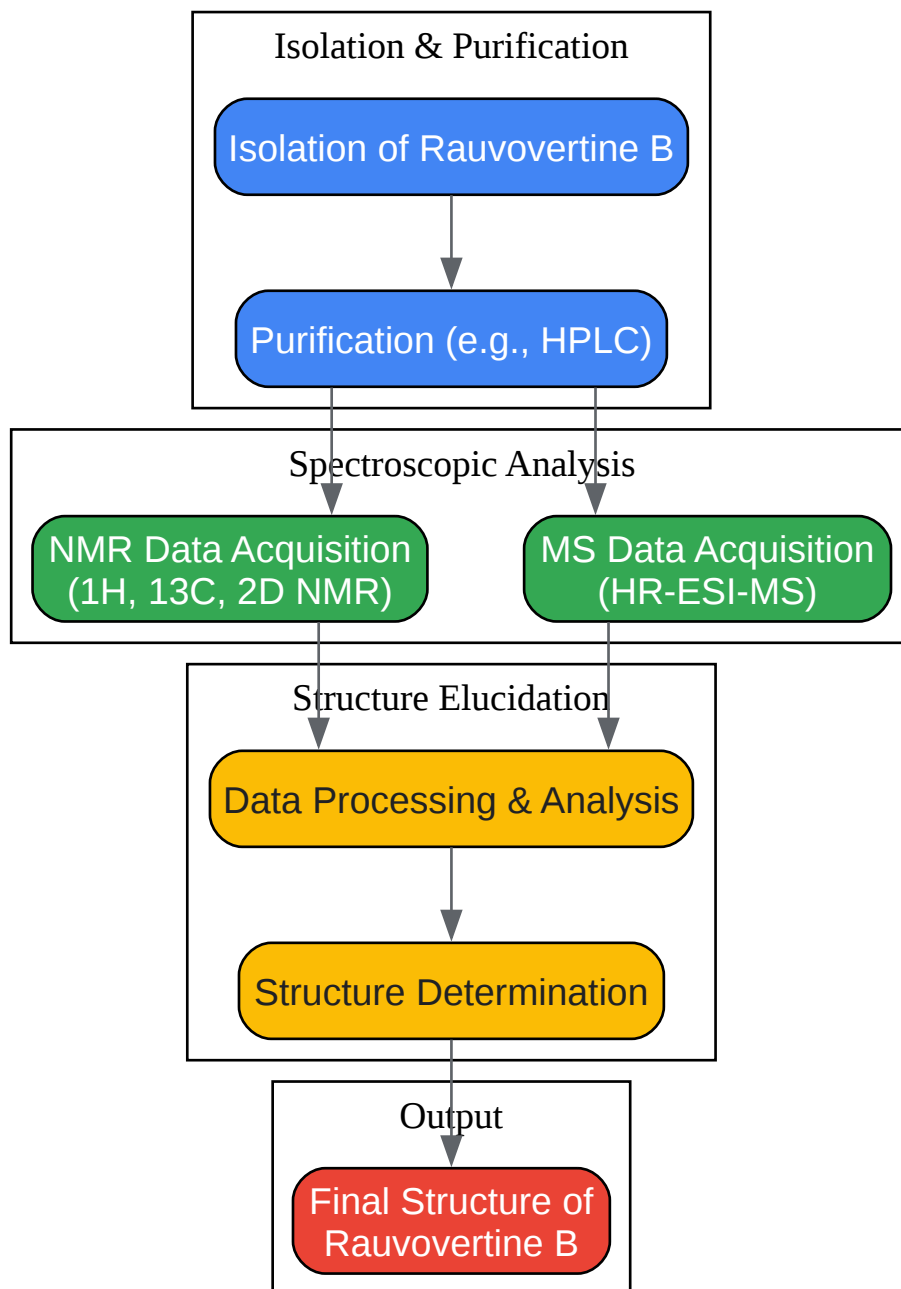 Isolation & Purification
Isolation of Rauvovertine B
Purification (e.g., HPLC)
Spectroscopic Analysis
NMR Data Acquisition
(1H, 13C, 2D NMR)
MS Data Acquisition
(HR-ESI-MS)
Structure Elucidation
Data Processing & Analysis
Structure Determination
Output
Final Structure of
Rauvovertine B